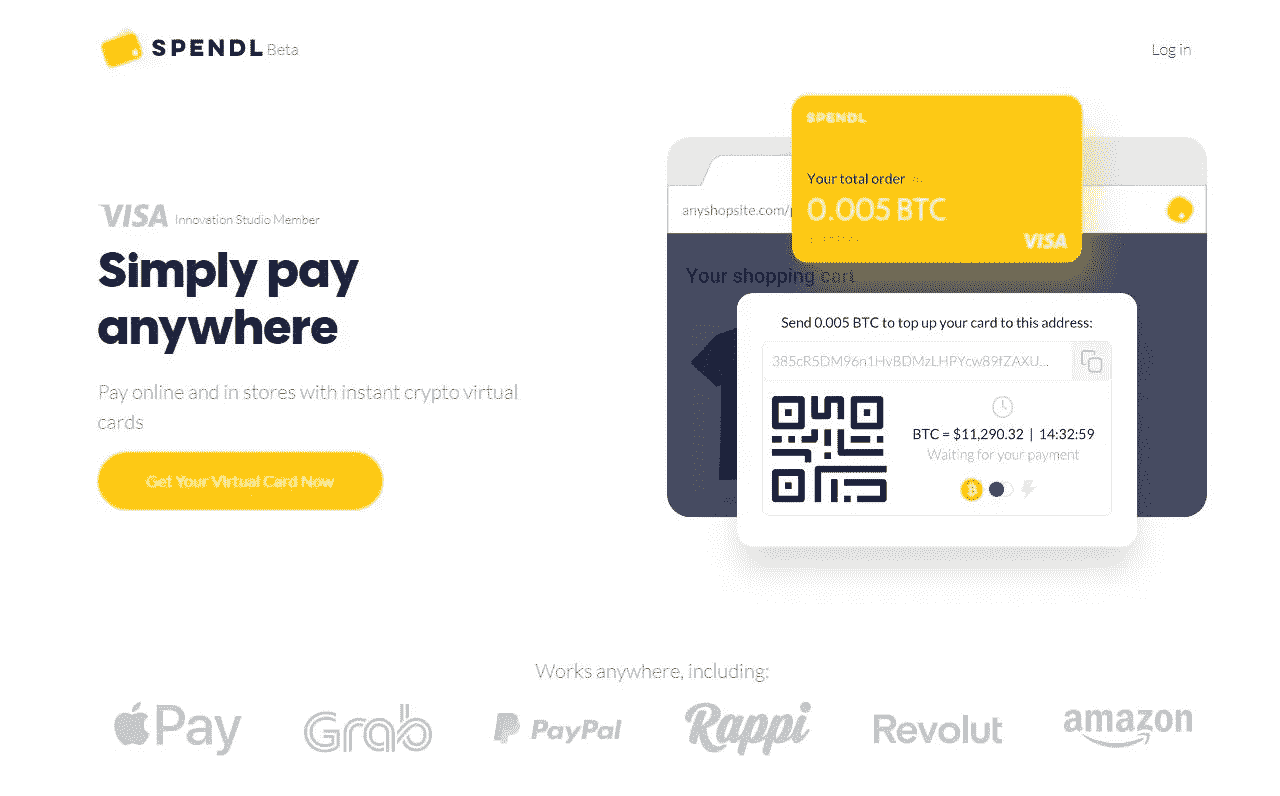 SPENDL Beta
Log in
SPENDL
Your total order
0.005 BTC
VISA
anyshopsite.com/
Your shopping cart
VISA Innovation Studio Member
Simply pay
anywhere
Pay online and in stores with instant crypto virtual
cards
Get Your Virtual Card Now
Send 0.005 BTC to top up your card to this address:
385cR5DM96n1HvBDMzLHPYcw89fZAXU...
BTC = $11,290.32 | 14:32:59
Waiting for your payment
Works anywhere, including:
Pay
Grab
PayPal
Rappi
Revolut
amazon